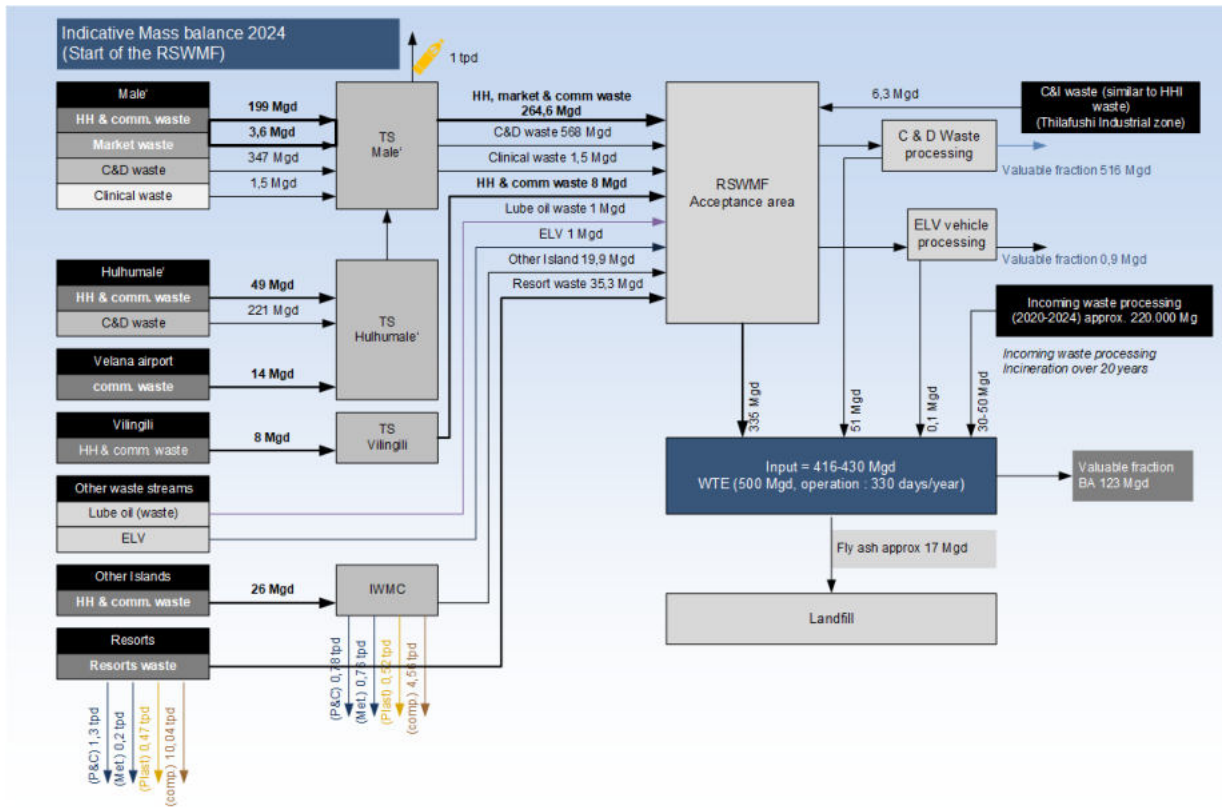 Indicative Mass balance 2024
(Start of the RSWMF)
1 tpd
Male'
HH & comm. waste
Market waste
C&D waste
Clinical waste
199 Mgd
3,6 Mgd
347 Mgd
1,5 Mgd
TS
Male'
HH, market & comm waste
264,6 Mgd
C&D waste 568 Mgd
Clinical waste 1,5 Mgd
HH & comm waste 8 Mgd
Lube oil waste 1 Mgd
ELV 1 Mgd
Other Island 19,9 Mgd
Resort waste 35,3 Mgd
RSWMF
Acceptance area
6,3 Mgd
C&I waste (similar to HHI
waste)
(Thilafushi Industrial zone)
C & D Waste
processing
Valuable fraction 516 Mgd
ELV vehicle
processing
Valuable fraction 0,9 Mgd
Incoming waste processing
(2020-2024) approx. 220.000 Mg
Incoming waste processing
Incineration over 20 years
Hulhumale'
HH & comm. waste
C&D waste
49 Mgd
221 Mgd
TS
Hulhumale'
Velana airport
comm. waste
14 Mgd
Vilingili
HH & comm. waste
8 Mgd
TS
Vilingili
335 Mgd
51 Mgd
0,1 Mgd
30-50 Mgd
Input = 416-430 Mgd
WTE (500 Mgd, operation : 330 days/year)
Valuable fraction
BA 123 Mgd
Other waste streams
Lube oil (waste)
ELV
Fly ash approx 17 Mgd
Landfill
Other Islands
HH & comm. waste
26 Mgd
IWMC
Resorts
Resorts waste
(P&C) 0,78 tpd
(Met.) 0,76 tpd
(Plast) 0,52 tpd
(comp.) 4,56 tpd
(P&C) 1,3 tpd
(Met.) 0,2 tpd
(Plast) 0,47 tpd
(comp.) 10,04 tpd